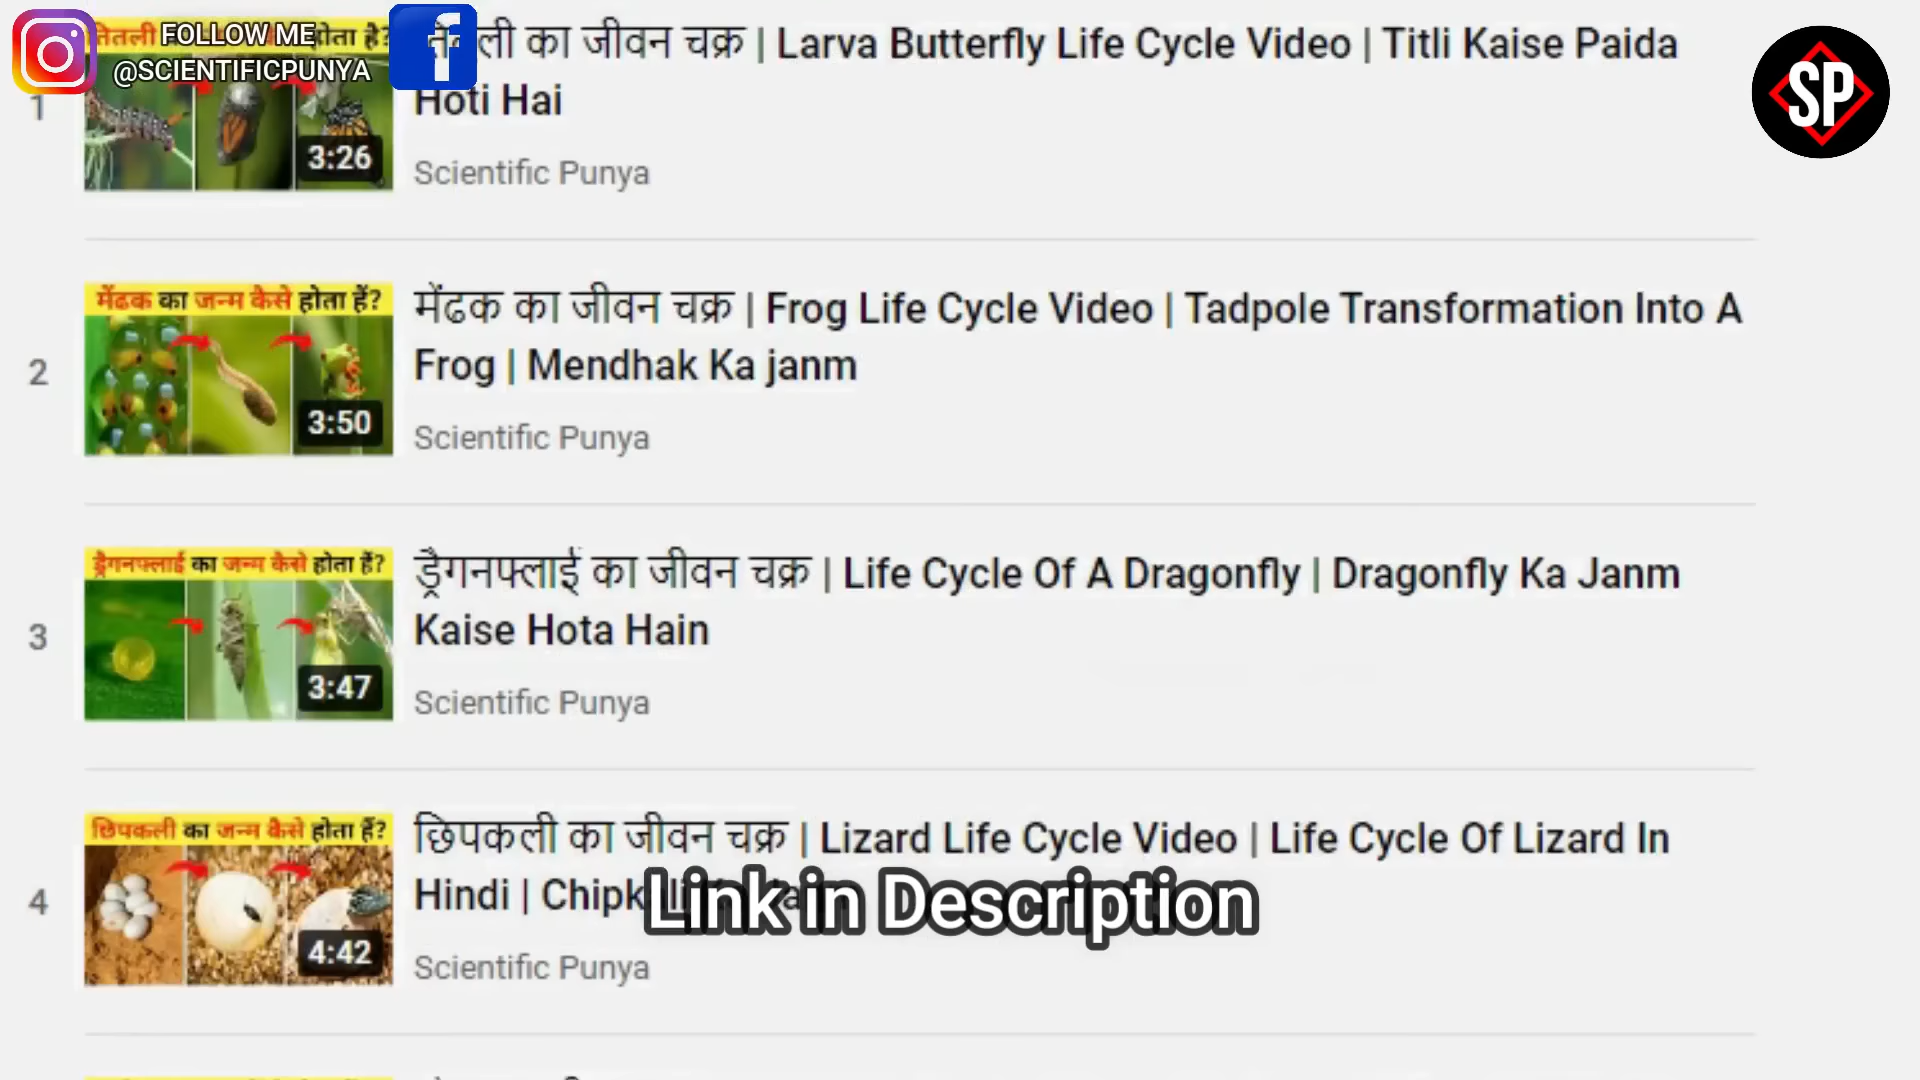 FOLLOW ME
@SCIENTIFICPUNYA
SP
1
तितली होता है?
3:26
तितली का जीवन चक्र | Larva Butterfly Life Cycle Video | Titli Kaise Paida
Hoti Hai
Scientific Punya
2
मेंढक का जन्म कैसे होता हैं?
3:50
मेंढक का जीवन चक्र | Frog Life Cycle Video | Tadpole Transformation Into A
Frog | Mendhak Ka janm
Scientific Punya
3
ड्रैगनफ्लाई का जन्म कैसे होता हैं?
3:47
ड्रैगनफ्लाई का जीवन चक्र | Life Cycle Of A Dragonfly | Dragonfly Ka Janm
Kaise Hota Hain
Scientific Punya
4
छिपकली का जन्म कैसे होता हैं?
4:42
छिपकली का जीवन चक्र | Lizard Life Cycle Video | Life Cycle Of Lizard In
Hindi |
Link in Description
Scientific Punya